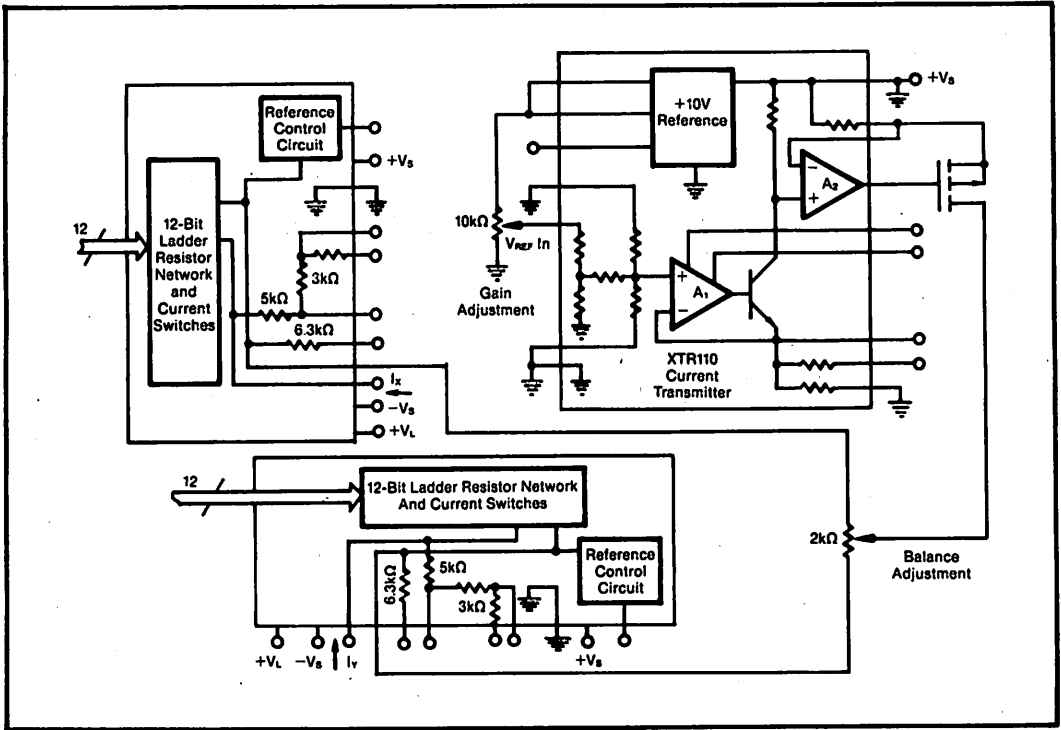 Reference
Control
Circuit
+VS
12
12-Bit
Ladder
Resistor
Network
and
Current
Switches
3kΩ
5kΩ
6.3kΩ
IX
−VS
+VL
+10V
Reference
+VS
A2
−
+
10kΩ
VREF In
Gain
Adjustment
+
A1
−
XTR110
Current
Transmitter
12
12-Bit Ladder Resistor Network
And Current Switches
6.3kΩ
5kΩ
3kΩ
Reference
Control
Circuit
+VL
−VS
IY
+VS
2kΩ
Balance
Adjustment